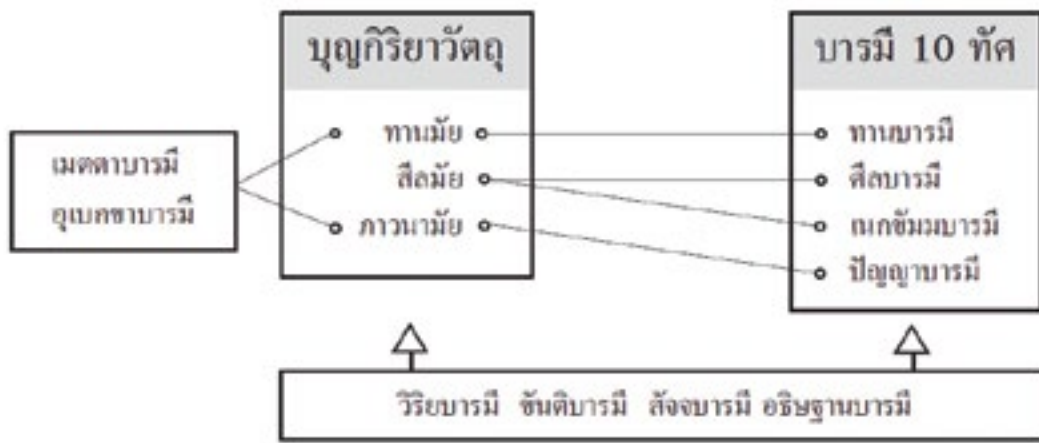 บุญกิริยาวัตถุ
บารมี 10 ทัศ
เมตตาบารมี
อุเบกขาบารมี
ทานมัย
สีลมัย
ภาวนามัย
ทานบารมี
ศีลบารมี
เนกขัมมบารมี
ปัญญาบารมี
วิริยบารมี ขันติบารมี สัจจบารมี อธิษฐานบารมี